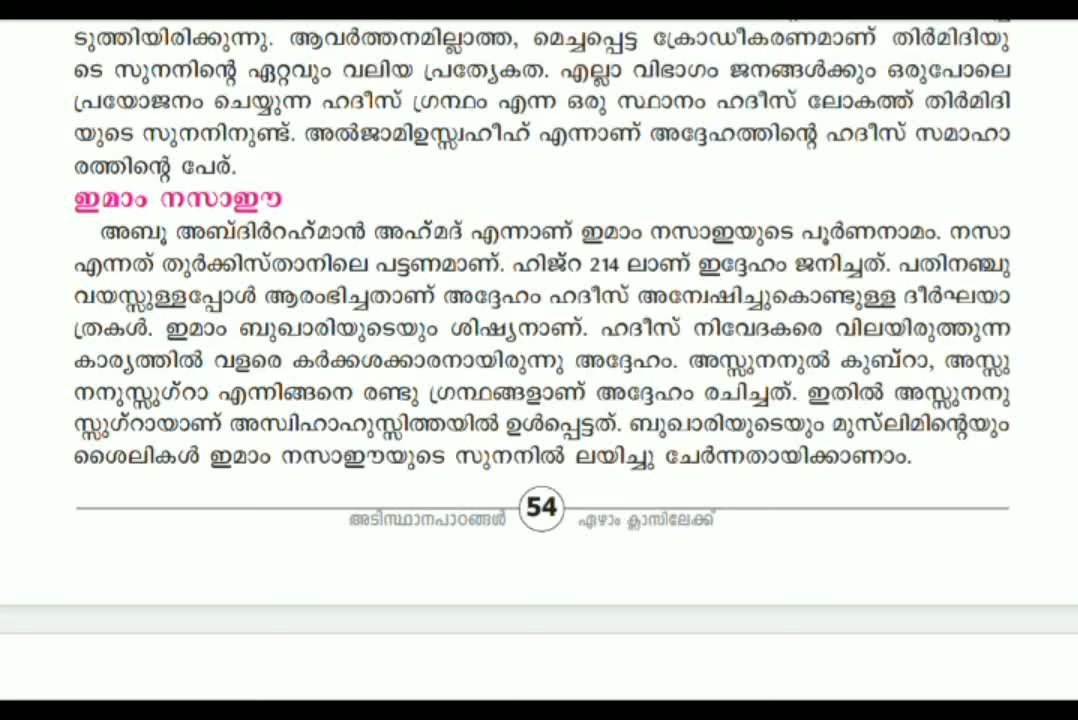 ടുത്തിയിരിക്കുന്നു. ആവർത്തനമില്ലാത്ത, മെച്ചപ്പെട്ട ക്രോഡീകരണമാണ് തിർമിദിയു
ടെ സുനനിന്റെ ഏറ്റവും വലിയ പ്രത്യേകത. എല്ലാ വിഭാഗം ജനങ്ങൾക്കും ഒരുപോലെ
പ്രയോജനം ചെയ്യുന്ന ഹദീസ് ഗ്രന്ഥം എന്ന ഒരു സ്ഥാനം ഹദീസ് ലോകത്ത് തിർമിദി
യുടെ സുനനിനുണ്ട്. അൽജാമിഉസ്സ്വഹീഹ് എന്നാണ് അദ്ദേഹത്തിന്റെ ഹദീസ് സമാഹാ
രത്തിന്റെ പേര്.
ഇമാം നസാഈ
അബൂ അബ്ദിർറഹ്മാൻ അഹ്മദ് എന്നാണ് ഇമാം നസാഇയുടെ പൂർണനാമം. നസാ
എന്നത് തുർക്കിസ്താനിലെ പട്ടണമാണ്. ഹിജ്റ 214 ലാണ് ഇദ്ദേഹം ജനിച്ചത്. പതിനഞ്ചു
വയസ്സുള്ളപ്പോൾ ആരംഭിച്ചതാണ് അദ്ദേഹം ഹദീസ് അന്വേഷിച്ചുകൊണ്ടുള്ള ദീർഘയാ
ത്രകൾ. ഇമാം ബുഖാരിയുടെയും ശിഷ്യനാണ്. ഹദീസ് നിവേദകരെ വിലയിരുത്തുന്ന
കാര്യത്തിൽ വളരെ കർക്കശക്കാരനായിരുന്നു അദ്ദേഹം. അസ്സുനനുൽ കുബ്റാ, അസ്സു
നനുസ്സുഗ്റാ എന്നിങ്ങനെ രണ്ടു ഗ്രന്ഥങ്ങളാണ് അദ്ദേഹം രചിച്ചത്. ഇതിൽ അസ്സുനനു
സ്സുഗ്റായാണ് അസ്വിഹാഹുസ്സിത്തയിൽ ഉൾപ്പെട്ടത്. ബുഖാരിയുടെയും മുസ്ലിമിന്റെയും
ശൈലികൾ ഇമാം നസാഈയുടെ സുനനിൽ ലയിച്ചു ചേർന്നതായിക്കാണാം.
അടിസ്ഥാനപാഠങ്ങൾ 54 ഏഴാം ക്ലാസിലേക്ക്